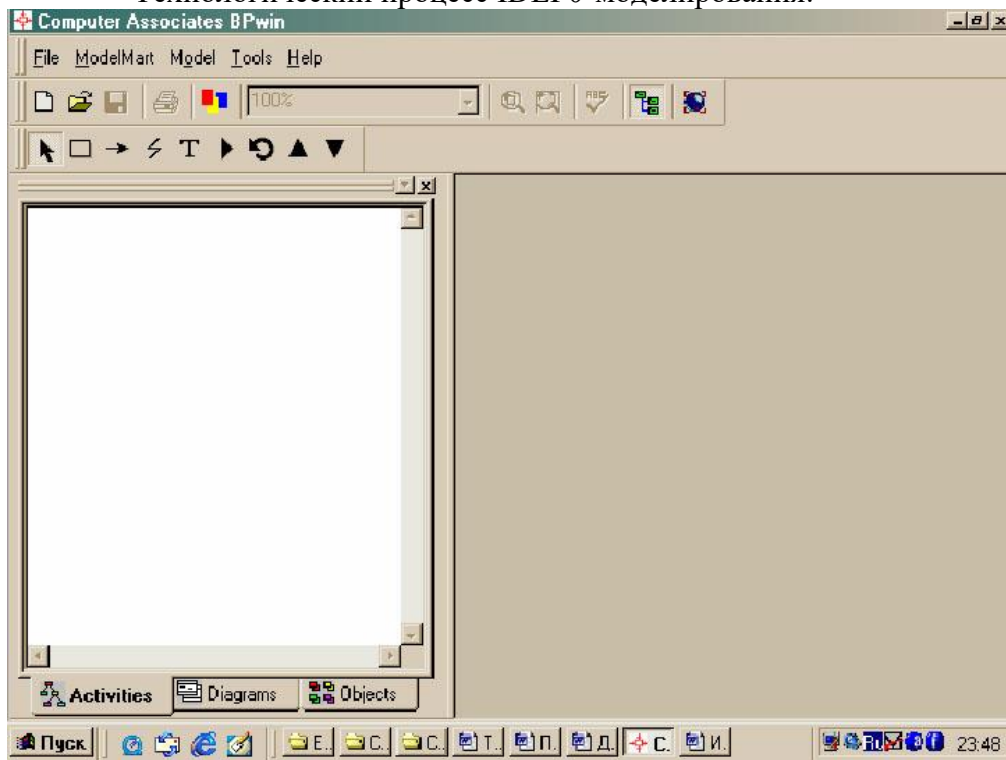 Технологический процесс IDEF0-моделирования.
Computer Associates BPwin
File ModelMart Model Tools Help
100%
T
Activities Diagrams Objects
Пуск Е.. С.. С.. Т.. П.. Д.. С.. И.. Ru 23:48